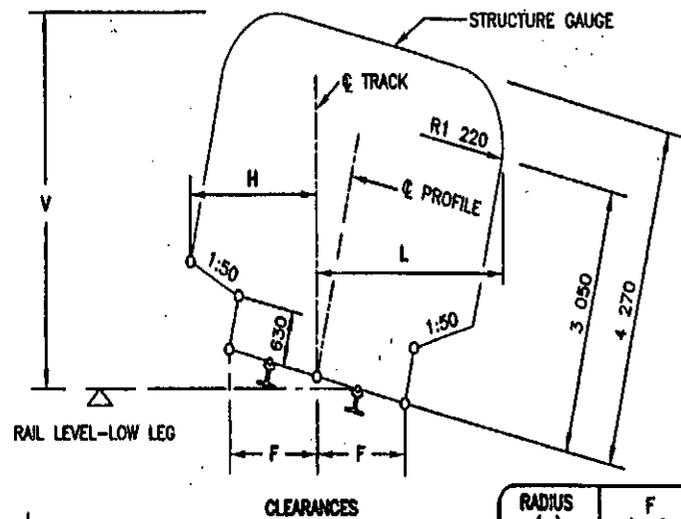 STRUCTURE GAUGE
℄ TRACK
R1 220
H
℄ PROFILE
V
L
1:50
1:50
630
3 050
4 270
RAIL LEVEL-LOW LEG
F
F
CLEARANCES
RADIUS
F